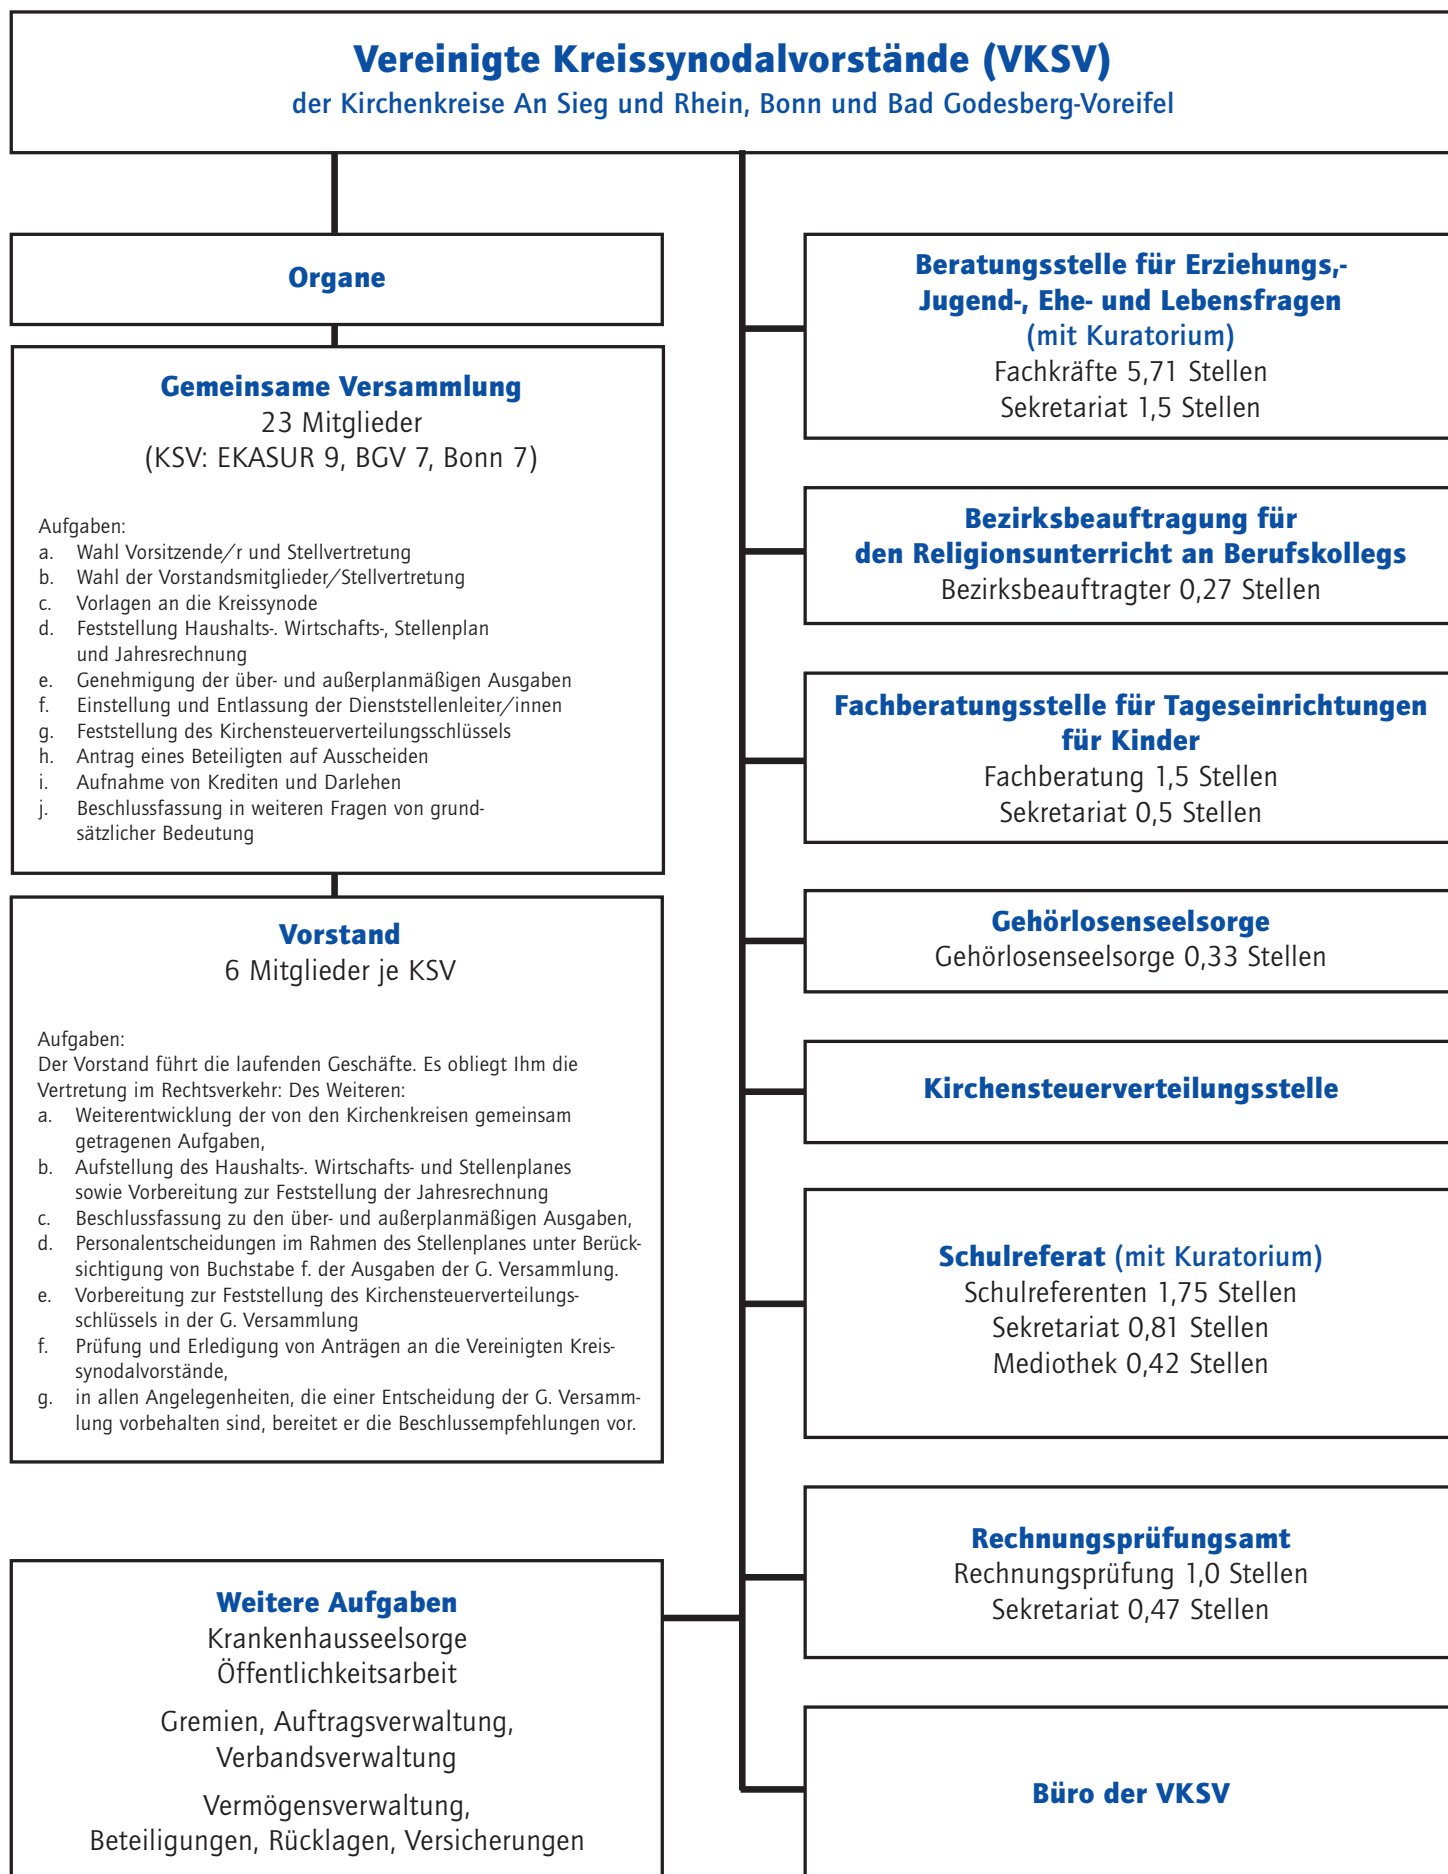 Vereinigte Kreissynodalvorstände (VKSV)
der Kirchenkreise An Sieg und Rhein, Bonn und Bad Godesberg-Voreifel
Organe
Gemeinsame Versammlung
23 Mitglieder
(KSV: EKASUR 9, BGV 7, Bonn 7)
Aufgaben:
a. Wahl Vorsitzende/r und Stellvertretung
b. Wahl der Vorstandsmitglieder/Stellvertretung
c. Vorlagen an die Kreissynode
d. Feststellung Haushalts-. Wirtschafts-, Stellenplan
und Jahresrechnung
e. Genehmigung der über- und außerplanmäßigen Ausgaben
f. Einstellung und Entlassung der Dienststellenleiter/innen
g. Feststellung des Kirchensteuerverteilungsschlüssels
h. Antrag eines Beteiligten auf Ausscheiden
i. Aufnahme von Krediten und Darlehen
j. Beschlussfassung in weiteren Fragen von grund-
sätzlicher Bedeutung
Vorstand
6 Mitglieder je KSV
Aufgaben:
Der Vorstand führt die laufenden Geschäfte. Es obliegt Ihm die
Vertretung im Rechtsverkehr: Des Weiteren:
a. Weiterentwicklung der von den Kirchenkreisen gemeinsam
getragenen Aufgaben,
b. Aufstellung des Haushalts-. Wirtschafts- und Stellenplanes
sowie Vorbereitung zur Feststellung der Jahresrechnung
c. Beschlussfassung zu den über- und außerplanmäßigen Ausgaben,
d. Personalentscheidungen im Rahmen des Stellenplanes unter Berück-
sichtigung von Buchstabe f. der Ausgaben der G. Versammlung.
e. Vorbereitung zur Feststellung des Kirchensteuerverteilungs-
schlüssels in der G. Versammlung
f. Prüfung und Erledigung von Anträgen an die Vereinigten Kreis-
synodalvorstände,
g. in allen Angelegenheiten, die einer Entscheidung der G. Versamm-
lung vorbehalten sind, bereitet er die Beschlussempfehlungen vor.
Weitere Aufgaben
Krankenhausseelsorge
Öffentlichkeitsarbeit
Gremien, Auftragsverwaltung,
Verbandsverwaltung
Vermögensverwaltung,
Beteiligungen, Rücklagen, Versicherungen
Beratungsstelle für Erziehungs,-
Jugend-, Ehe- und Lebensfragen
(mit Kuratorium)
Fachkräfte 5,71 Stellen
Sekretariat 1,5 Stellen
Bezirksbeauftragung für
den Religionsunterricht an Berufskollegs
Bezirksbeauftragter 0,27 Stellen
Fachberatungsstelle für Tageseinrichtungen
für Kinder
Fachberatung 1,5 Stellen
Sekretariat 0,5 Stellen
Gehörlosenseelsorge
Gehörlosenseelsorge 0,33 Stellen
Kirchensteuerverteilungsstelle
Schulreferat (mit Kuratorium)
Schulreferenten 1,75 Stellen
Sekretariat 0,81 Stellen
Mediothek 0,42 Stellen
Rechnungsprüfungsamt
Rechnungsprüfung 1,0 Stellen
Sekretariat 0,47 Stellen
Büro der VKSV